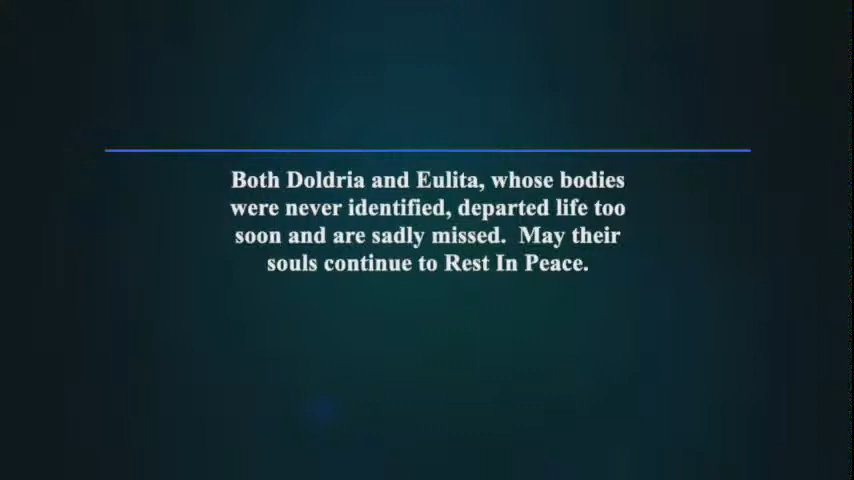 Both Doldria and Eulita, whose bodies
were never identified, departed life too
soon and are sadly missed.  May their
souls continue to Rest In Peace.